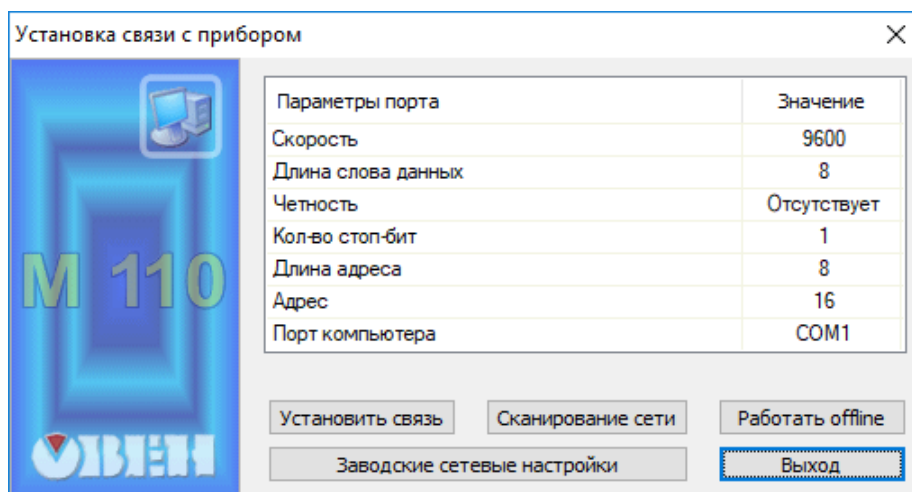 Установка связи с прибором
М 110
ОВЕН
Параметры порта Значение
Скорость 9600
Длина слова данных 8
Четность Отсутствует
Кол-во стоп-бит 1
Длина адреса 8
Адрес 16
Порт компьютера COM1
Установить связь Сканирование сети Работать offline
Заводские сетевые настройки Выход